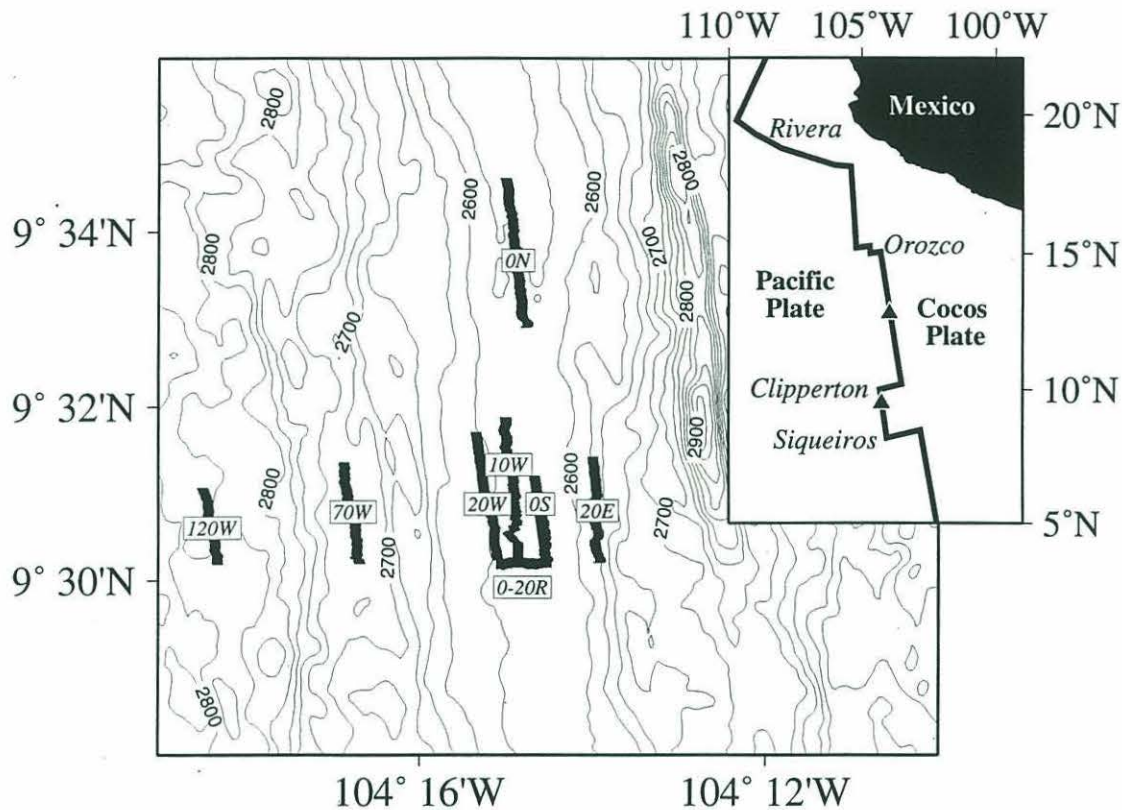 110°W 105°W 100°W
20°N
15°N
10°N
5°N
Mexico
Rivera
Orozco
Pacific
Plate
Cocos
Plate
Clipperton
Siqueiros
9° 34'N
9° 32'N
9° 30'N
104° 16'W
104° 12'W
2800
2800
2600
2600
2800
2700
2800
2700
2900
2600
2800
2700
2700
2800
0N
10W
20W
0S
20E
70W
120W
0-20R